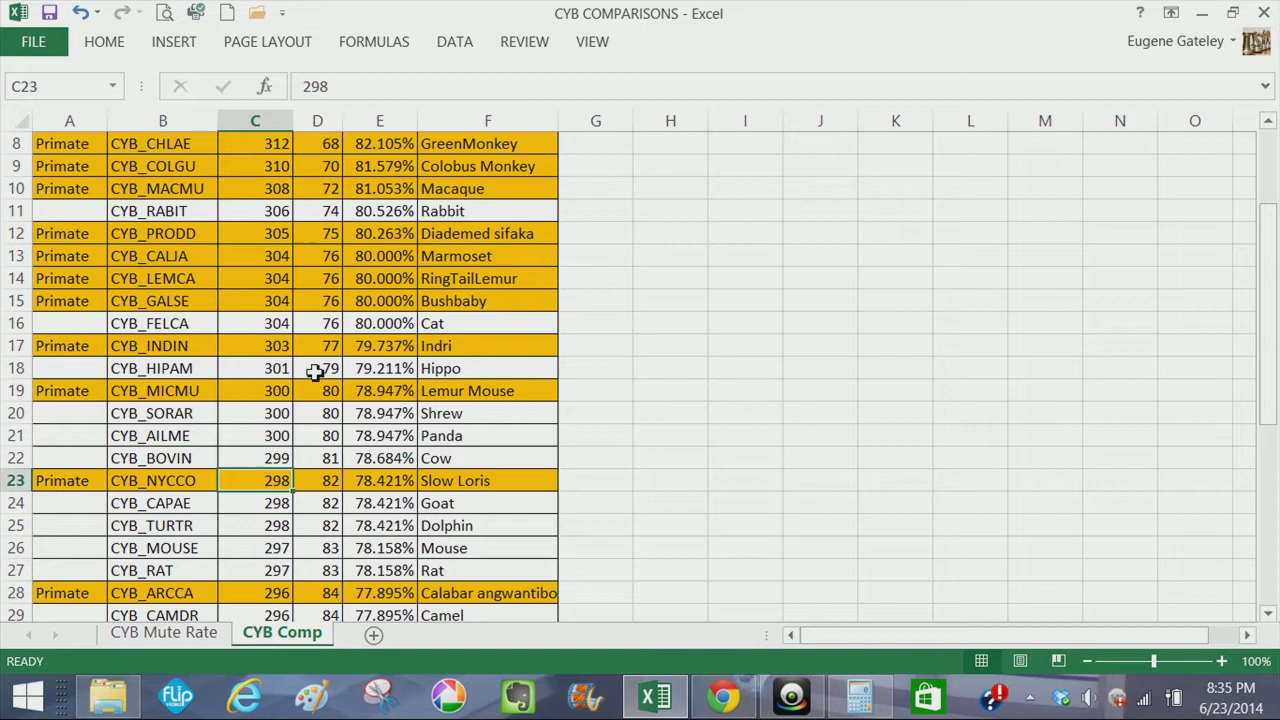 CYB COMPARISONS - Excel
FILE HOME INSERT PAGE LAYOUT FORMULAS DATA REVIEW VIEW Eugene Gateley
C23 fx 298
A B C D E F G H I J K L M N O
8 Primate CYB_CHLAE 312 68 82.105% GreenMonkey
9 Primate CYB_COLGU 310 70 81.579% Colobus Monkey
10 Primate CYB_MACMU 308 72 81.053% Macaque
11 CYB_RABIT 306 74 80.526% Rabbit
12 Primate CYB_PRODD 305 75 80.263% Diademed sifaka
13 Primate CYB_CALJA 304 76 80.000% Marmoset
14 Primate CYB_LEMCA 304 76 80.000% RingTailLemur
15 Primate CYB_GALSE 304 76 80.000% Bushbaby
16 CYB_FELCA 304 76 80.000% Cat
17 Primate CYB_INDIN 303 77 79.737% Indri
18 CYB_HIPAM 301 79 79.211% Hippo
19 Primate CYB_MICMU 300 80 78.947% Lemur Mouse
20 CYB_SORAR 300 80 78.947% Shrew
21 CYB_AILME 300 80 78.947% Panda
22 CYB_BOVIN 299 81 78.684% Cow
23 Primate CYB_NYCCO 298 82 78.421% Slow Loris
24 CYB_CAPAE 298 82 78.421% Goat
25 CYB_TURTR 298 82 78.421% Dolphin
26 CYB_MOUSE 297 83 78.158% Mouse
27 CYB_RAT 297 83 78.158% Rat
28 Primate CYB_ARCCA 296 84 77.895% Calabar angwantibo
29 CYB_CAMDR 296 84 77.895% Camel
CYB Mute Rate CYB Comp
READY 100%
flip 8:35 PM
6/23/2014